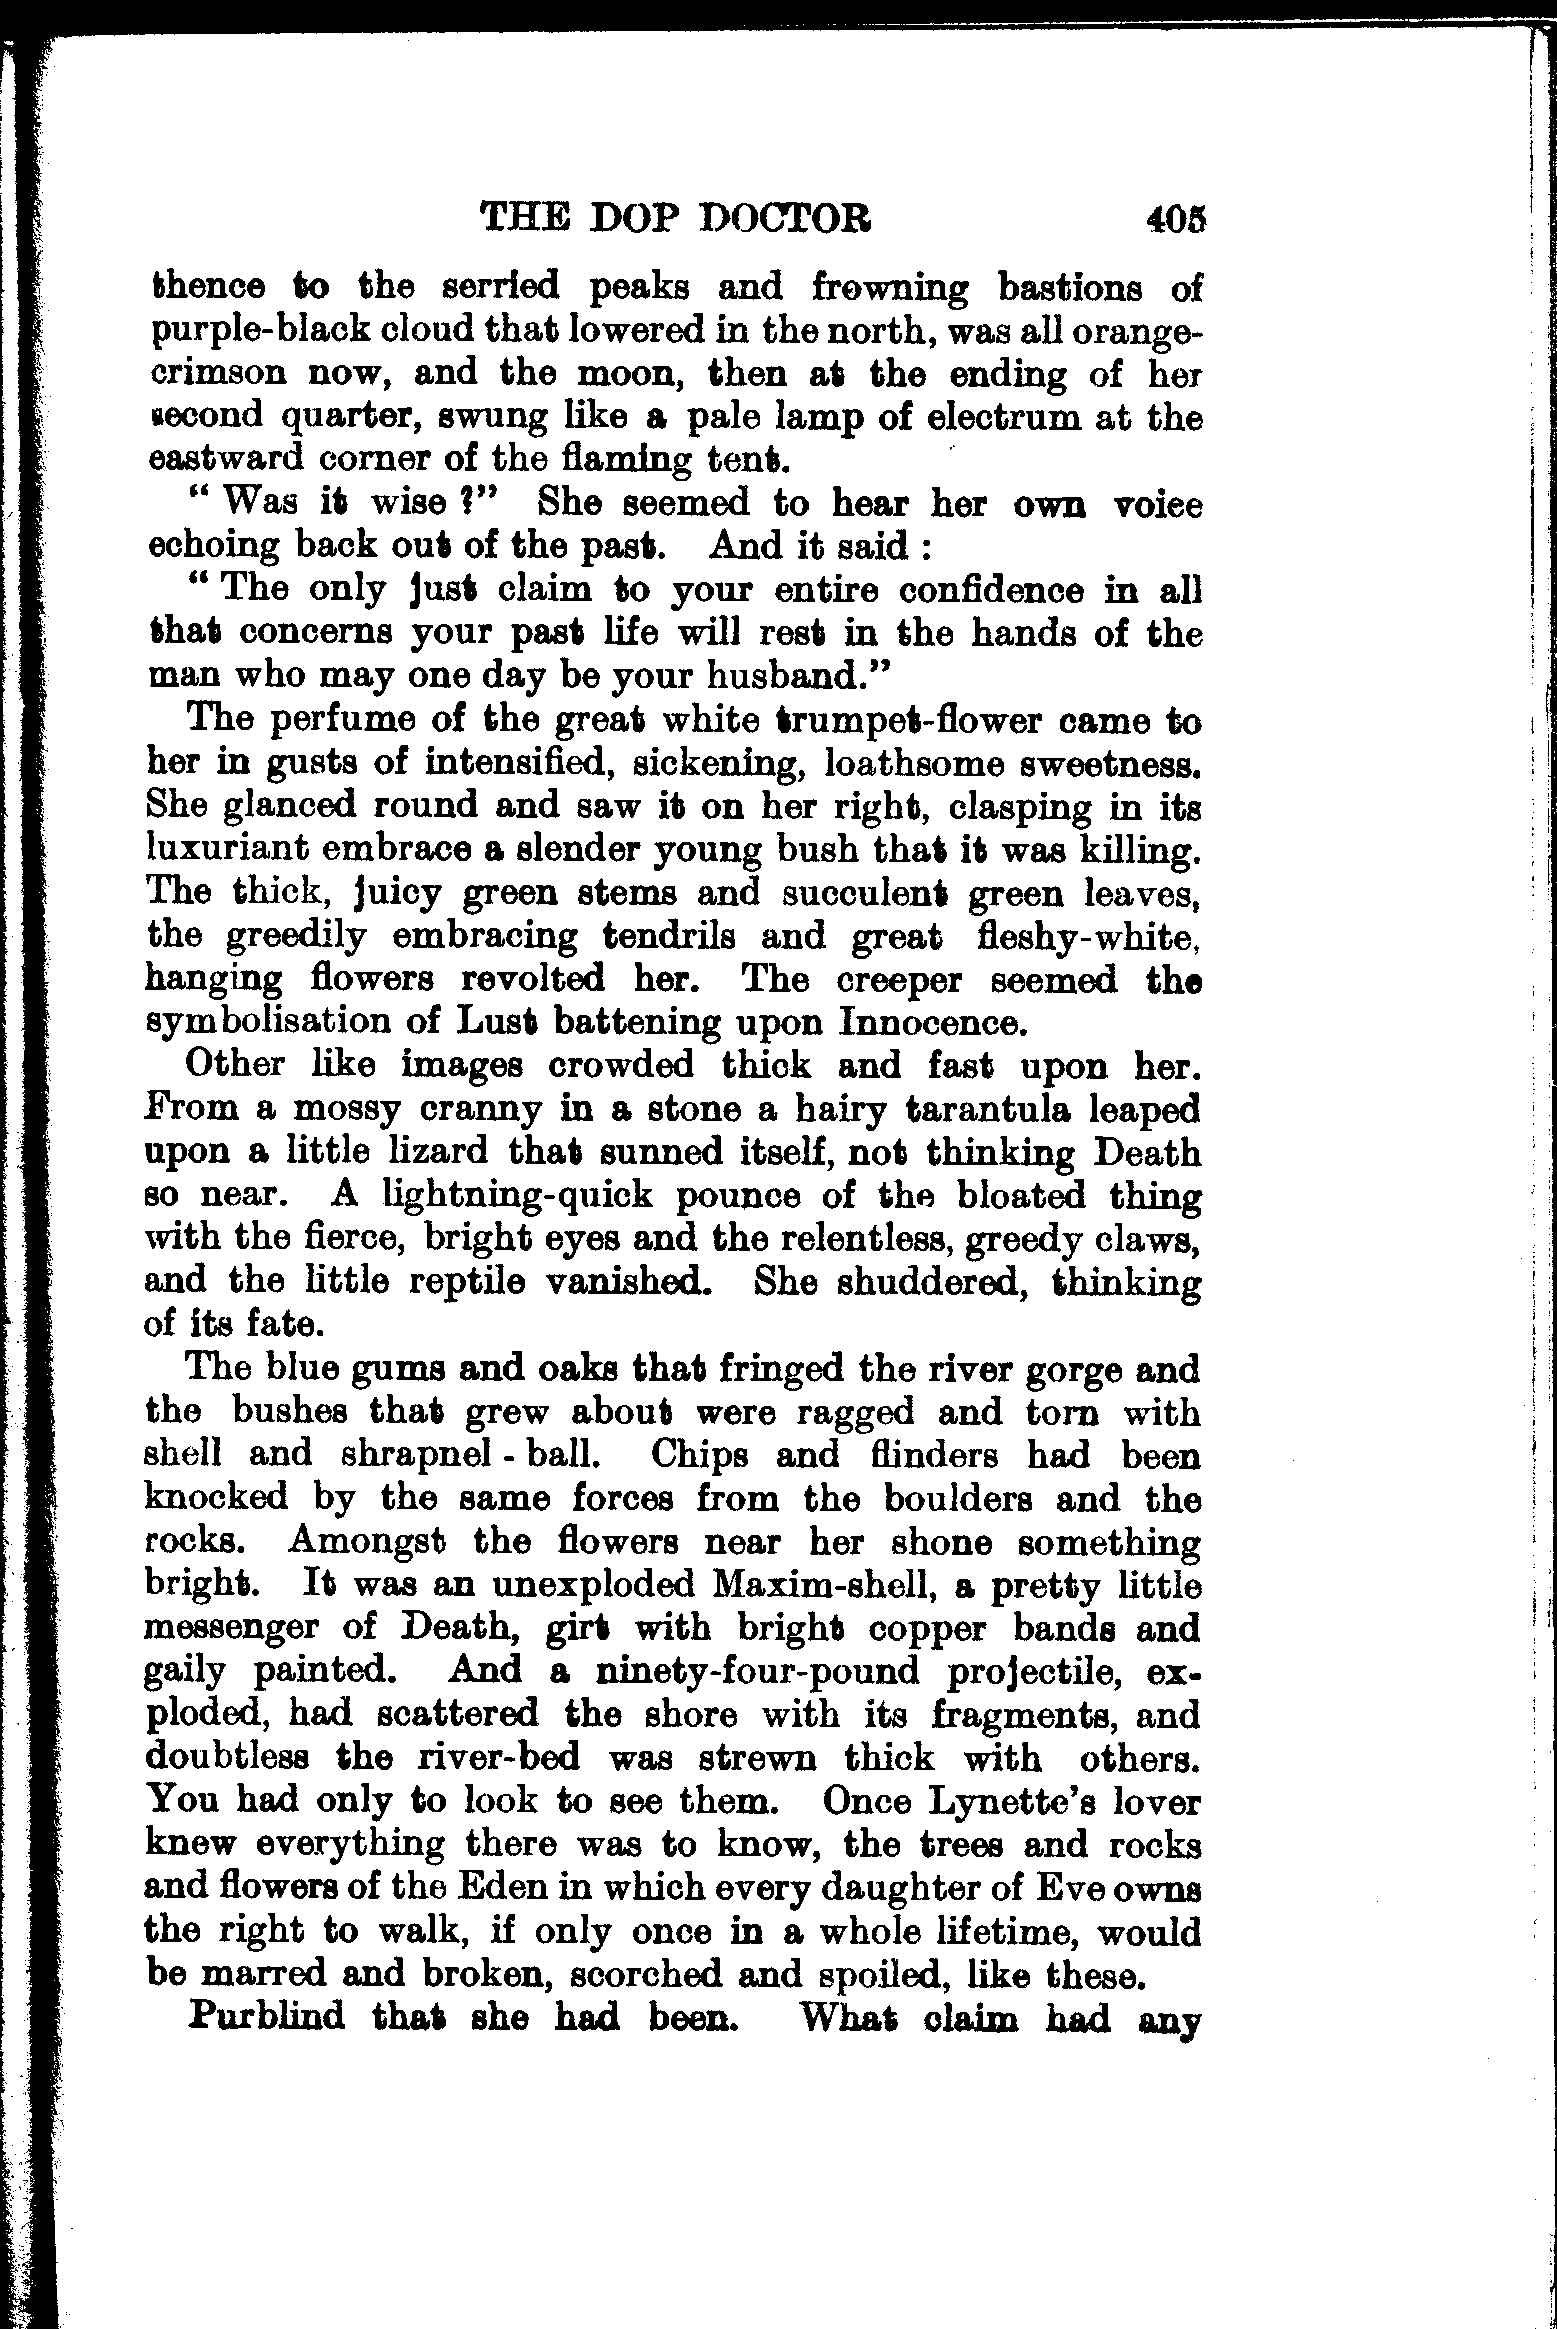 THE DOP DOCTOR 405
thence to the serried peaks and frowning bastions of
purple-black cloud that lowered in the north, was all orange-
crimson now, and the moon, then at the ending of her
second quarter, swung like a pale lamp of electrum at the
eastward corner of the flaming tent.
“ Was it wise ?” She seemed to hear her own voice
echoing back out of the past. And it said :
“ The only just claim to your entire confidence in all
that concerns your past life will rest in the hands of the
man who may one day be your husband.”
The perfume of the great white trumpet-flower came to
her in gusts of intensified, sickening, loathsome sweetness.
She glanced round and saw it on her right, clasping in its
luxuriant embrace a slender young bush that it was killing.
The thick, juicy green stems and succulent green leaves,
the greedily embracing tendrils and great fleshy-white,
hanging flowers revolted her. The creeper seemed the
symbolisation of Lust battening upon Innocence.
Other like images crowded thick and fast upon her.
From a mossy cranny in a stone a hairy tarantula leaped
upon a little lizard that sunned itself, not thinking Death
so near. A lightning-quick pounce of the bloated thing
with the fierce, bright eyes and the relentless, greedy claws,
and the little reptile vanished. She shuddered, thinking
of its fate.
The blue gums and oaks that fringed the river gorge and
the bushes that grew about were ragged and torn with
shell and shrapnel - ball. Chips and flinders had been
knocked by the same forces from the boulders and the
rocks. Amongst the flowers near her shone something
bright. It was an unexploded Maxim-shell, a pretty little
messenger of Death, girt with bright copper bands and
gaily painted. And a ninety-four-pound projectile, ex-
ploded, had scattered the shore with its fragments, and
doubtless the river-bed was strewn thick with others.
You had only to look to see them. Once Lynette’s lover
knew everything there was to know, the trees and rocks
and flowers of the Eden in which every daughter of Eve owns
the right to walk, if only once in a whole lifetime, would
be marred and broken, scorched and spoiled, like these.
Purblind that she had been. What claim had any